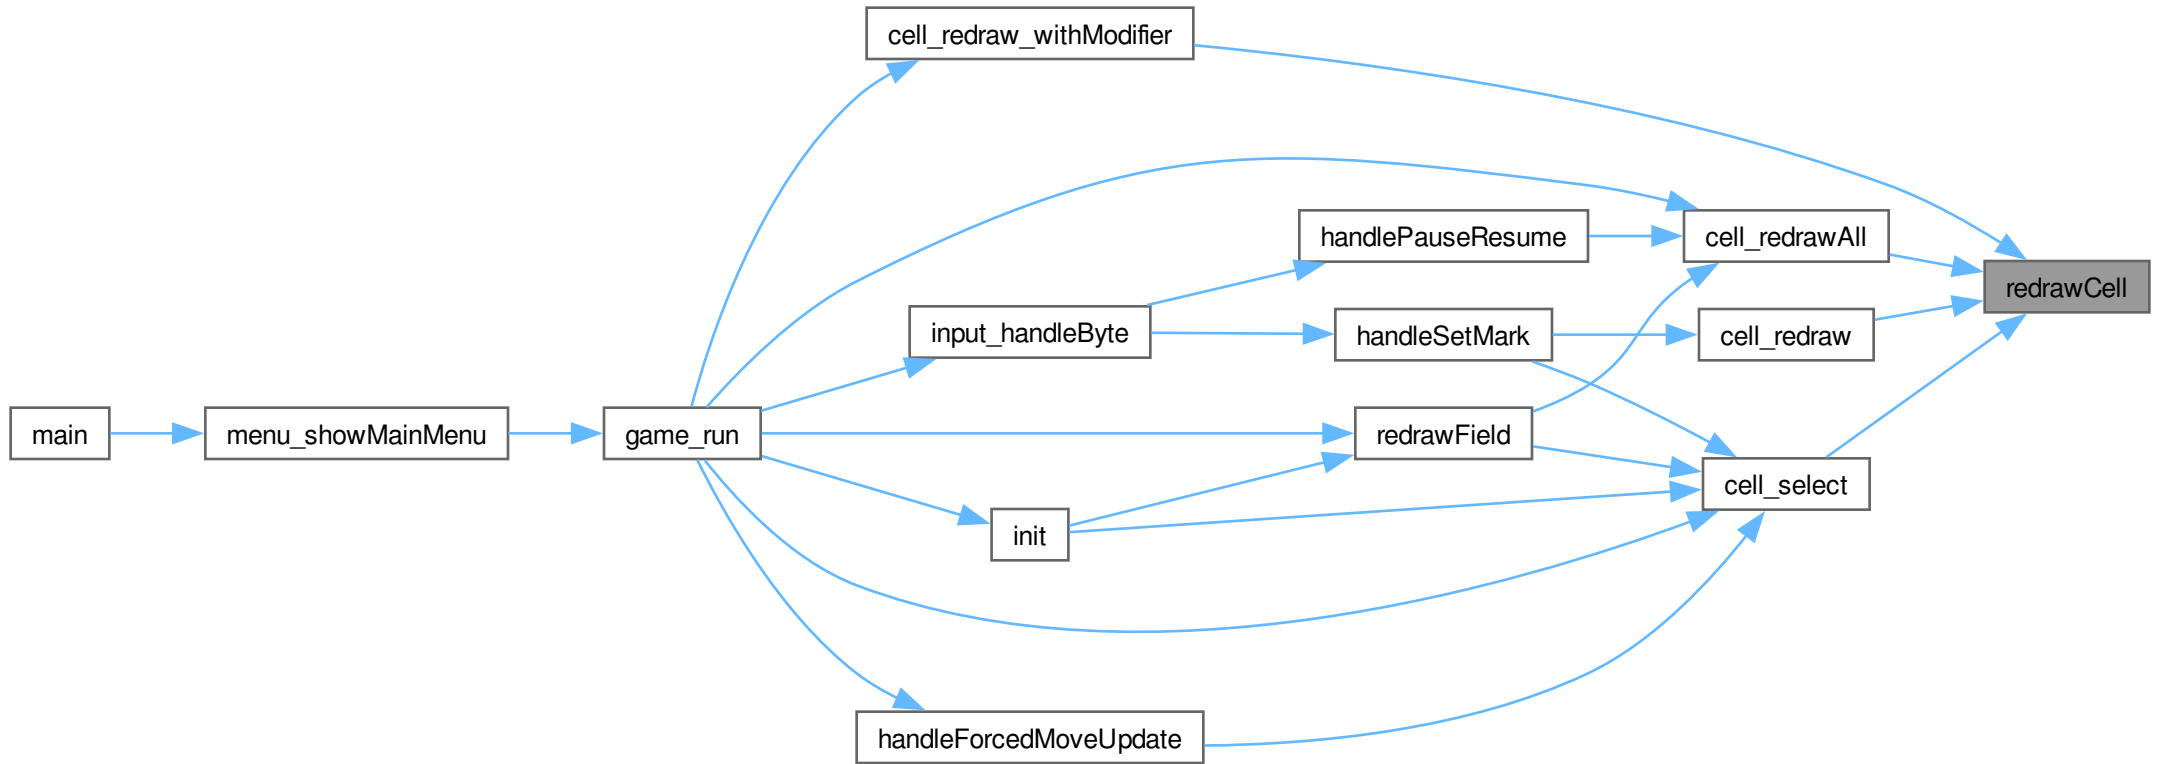 cell_redraw_withModifier
handlePauseResume
cell_redrawAll
redrawCell
input_handleByte
handleSetMark
cell_redraw
main
menu_showMainMenu
game_run
redrawField
cell_select
init
handleForcedMoveUpdate